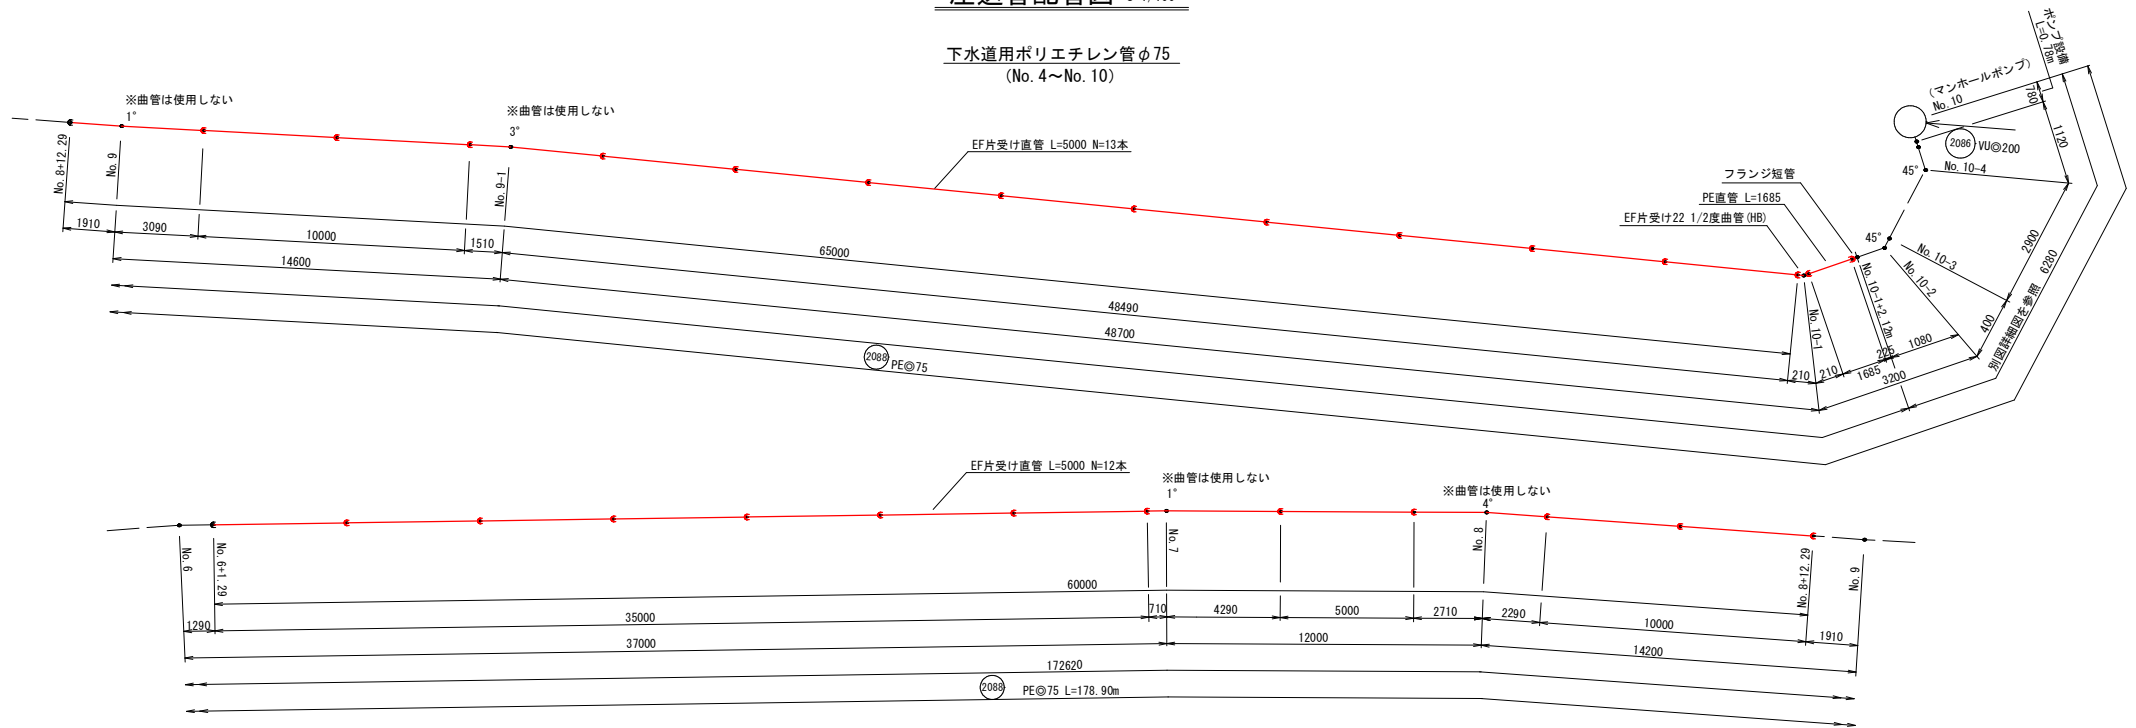 圧送管配管図
下水道用ポリエチレン管φ75
(No.4～No.10)
※曲管は使用しない
1°
※曲管は使用しない
3°
EF片受け直管 L=5000 N=13本
フランジ短管
PE直管 L=1685
EF片受け22 1/2度曲管(HB)
ポンプ設備
L=0.78m
(マンホールポンプ)
No.10
2086
VU◎200
45°
No.10-4
45°
No.10-3
No.10-2
No.10-1+2.12m
No.10-1
No.8+12.29
No.9
No.9-1
780
1120
2900
6280
400
別図詳細図を参照
1910
3090
10000
1510
65000
14600
48490
48700
210
210
1685
225
1080
3200
2088
PE◎75
EF片受け直管 L=5000 N=12本
※曲管は使用しない
1°
※曲管は使用しない
4°
No.6
No.6+1.29
No.7
No.8
No.8+12.29
No.9
60000
1290
35000
710
4290
5000
2710
2290
10000
1910
37000
12000
14200
172620
2088
PE◎75 L=178.90m